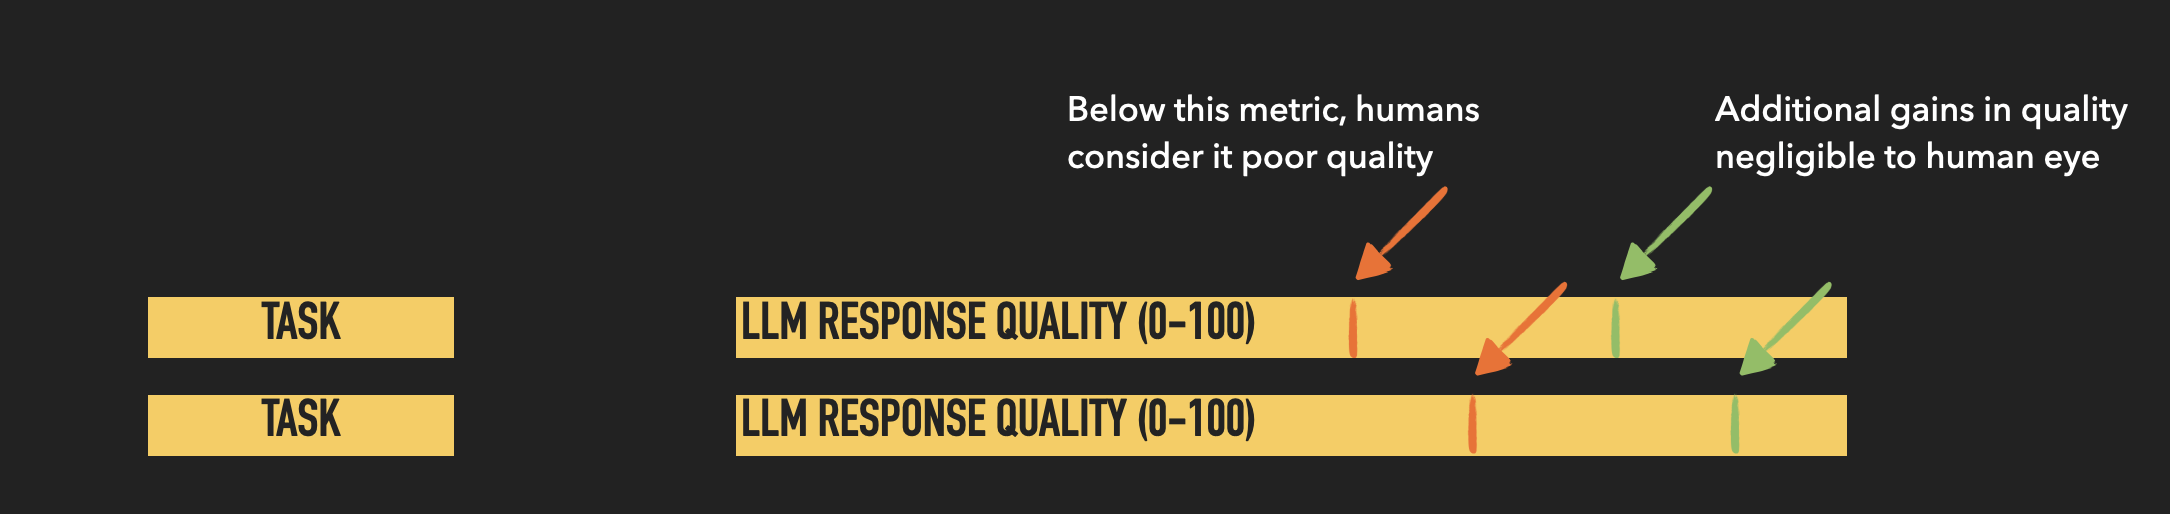 Below this metric, humans
consider it poor quality
Additional gains in quality
negligible to human eye
TASK
LLM RESPONSE QUALITY (0-100)
TASK
LLM RESPONSE QUALITY (0-100)